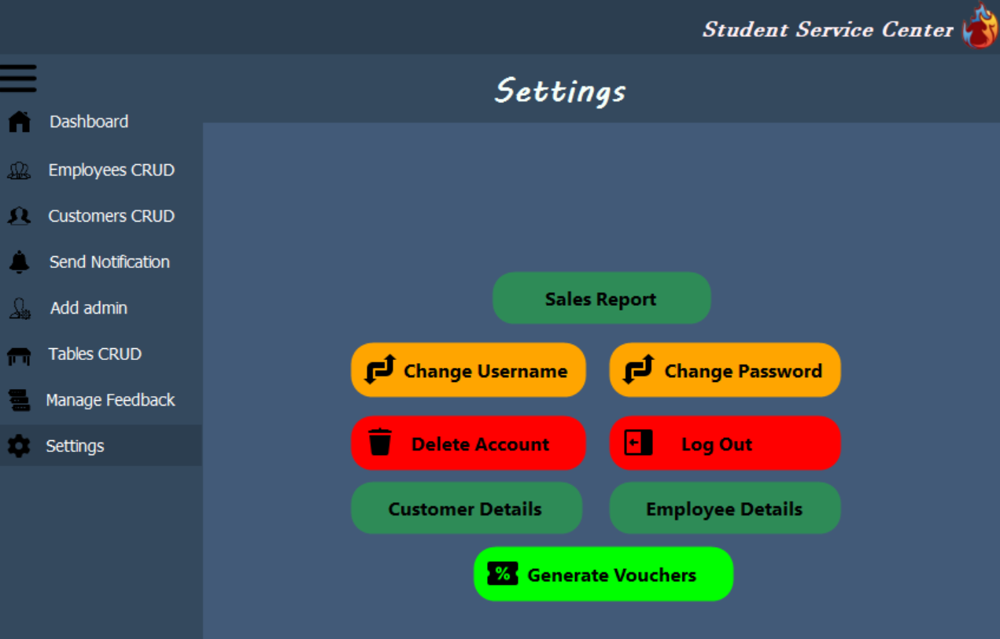 Student Service Center
Settings
Dashboard
Employees CRUD
Customers CRUD
Send Notification
Add admin
Tables CRUD
Manage Feedback
Settings
Sales Report
Change Username
Change Password
Delete Account
Log Out
Customer Details
Employee Details
% Generate Vouchers